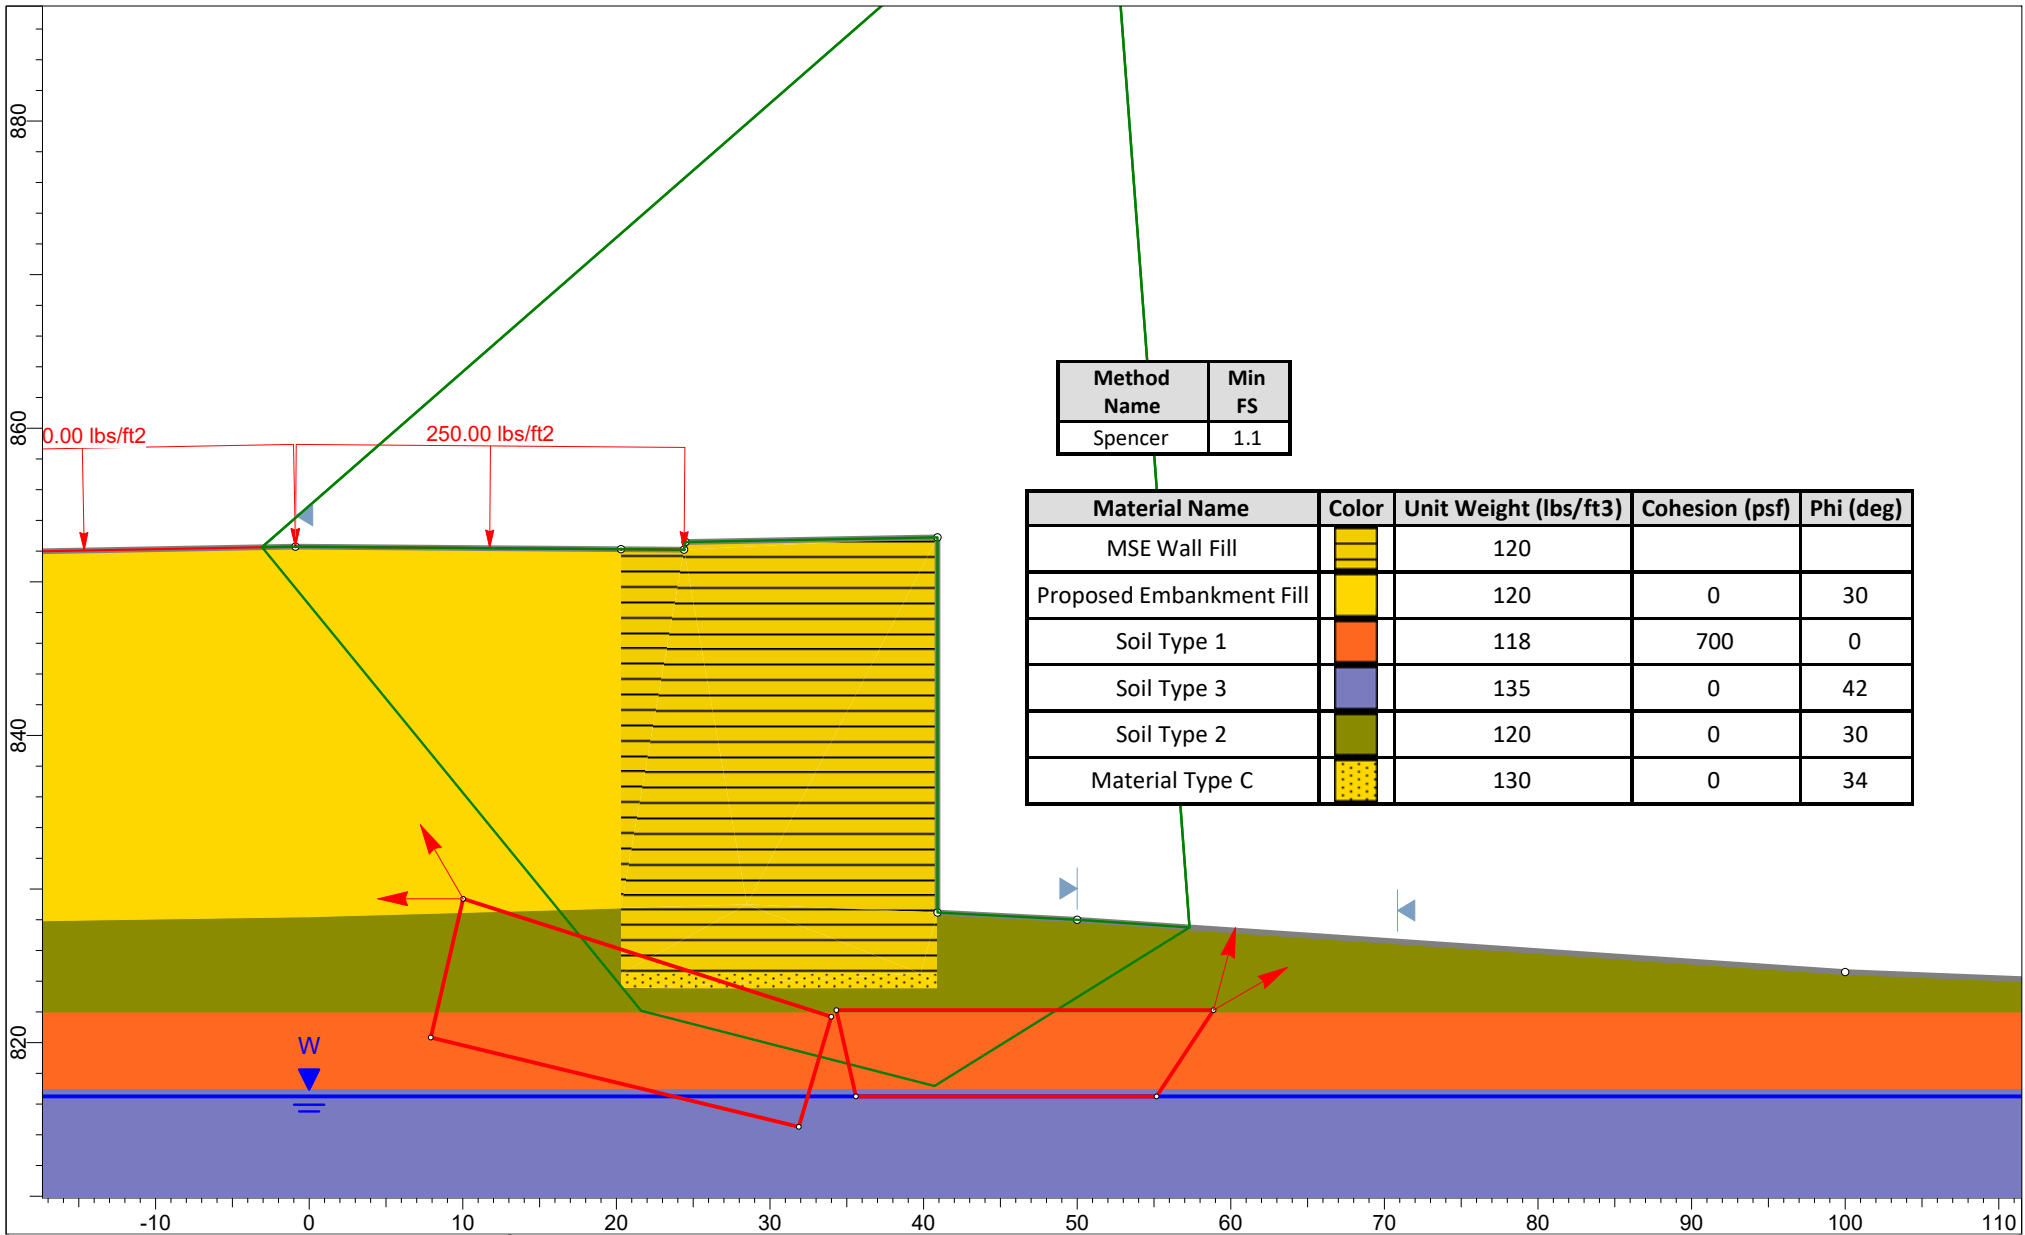 880
860
840
820
0.00 lbs/ft2
250.00 lbs/ft2
Method Name Min FS
Spencer 1.1
Material Name Color Unit Weight (lbs/ft3) Cohesion (psf) Phi (deg)
MSE Wall Fill 120
Proposed Embankment Fill 120 0 30
Soil Type 1 118 700 0
Soil Type 3 135 0 42
Soil Type 2 120 0 30
Material Type C 130 0 34
W
-10 0 10 20 30 40 50 60 70 80 90 100 110